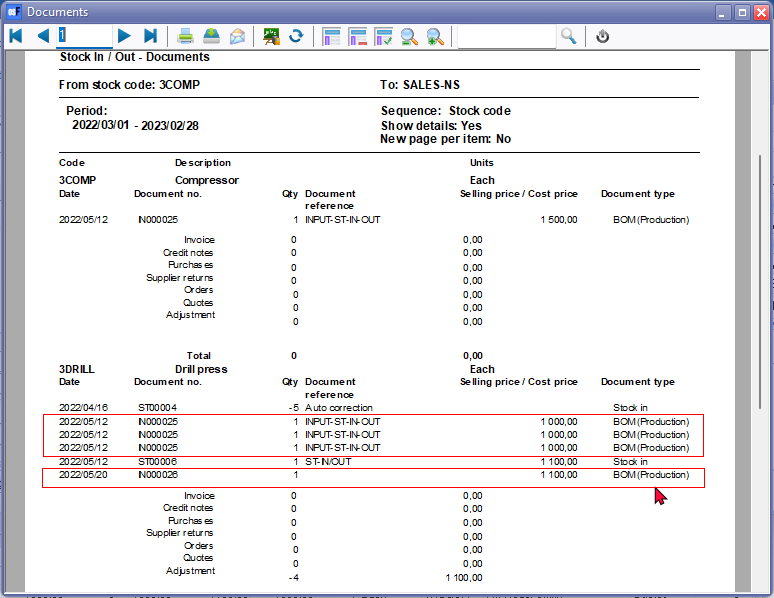 Documents
1
Stock In / Out - Documents
From stock code: 3COMP To: SALES-NS
Period: Sequence: Stock code
2022/03/01 - 2023/02/28 Show details: Yes
New page per item: No
Code Description Units
3COMP Compressor Each
Date Document no. Qty Document reference Selling price / Cost price Document type
2022/05/12 IN000025 1 INPUT-ST-IN-OUT 1 500,00 BOM (Production)
Invoice 0 0,00
Credit notes 0 0,00
Purchases 0 0,00
Supplier returns 0 0,00
Orders 0 0,00
Quotes 0 0,00
Adjustment 0 0,00
Total 0 0,00
3DRILL Drill press Each
Date Document no. Qty Document reference Selling price / Cost price Document type
2022/04/16 ST00004 -5 Auto correction Stock in
2022/05/12 IN000025 1 INPUT-ST-IN-OUT 1 000,00 BOM (Production)
2022/05/12 IN000025 1 INPUT-ST-IN-OUT 1 000,00 BOM (Production)
2022/05/12 IN000025 1 INPUT-ST-IN-OUT 1 000,00 BOM (Production)
2022/05/12 ST00006 1 ST-IN/OUT 1 100,00 Stock in
2022/05/20 IN000026 1 1 100,00 BOM (Production)
Invoice 0 0,00
Credit notes 0 0,00
Purchases 0 0,00
Supplier returns 0 0,00
Orders 0 0,00
Quotes 0 0,00
Adjustment -4 1 100,00